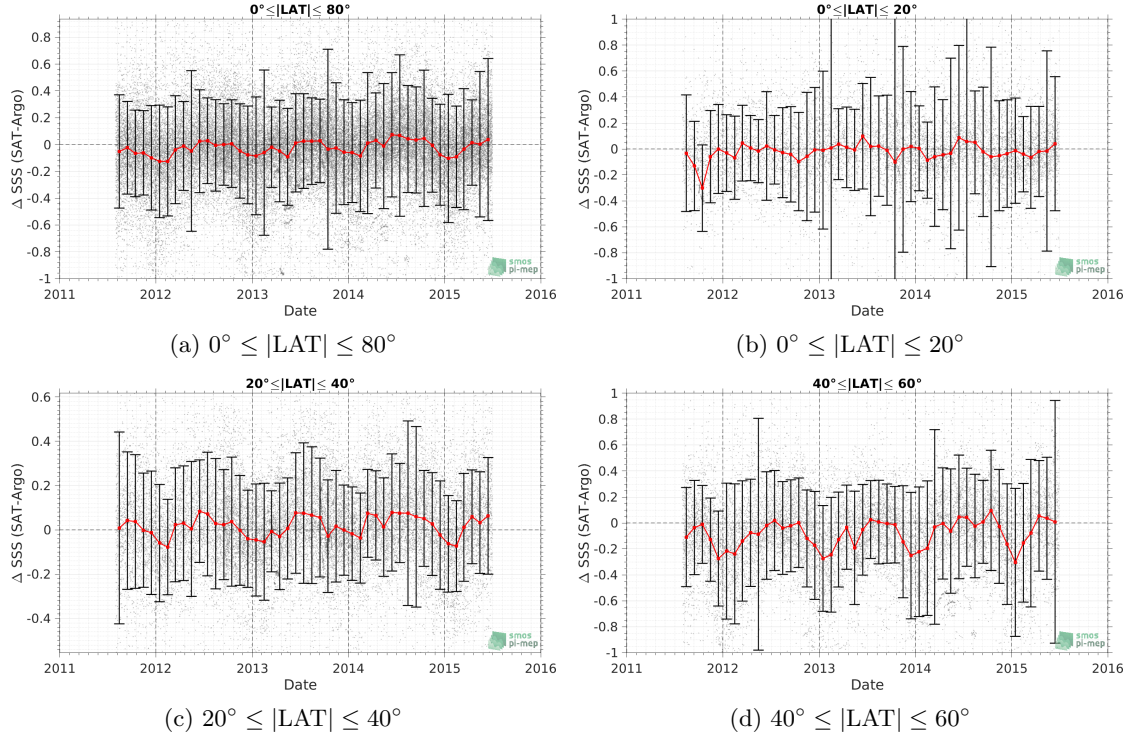 0°≤|LAT|≤ 80°
Δ SSS (SAT-Argo)
0.8
0.6
0.4
0.2
0
-0.2
-0.4
-0.6
-0.8
-1
smos
pi-mep
2011 2012 2013 2014 2015 2016
Date
(a) 0° ≤ |LAT| ≤ 80°
0°≤|LAT|≤ 20°
Δ SSS (SAT-Argo)
1
0.8
0.6
0.4
0.2
0
-0.2
-0.4
-0.6
-0.8
-1
smos
pi-mep
2011 2012 2013 2014 2015 2016
Date
(b) 0° ≤ |LAT| ≤ 20°
20°≤|LAT|≤ 40°
Δ SSS (SAT-Argo)
0.6
0.4
0.2
0
-0.2
-0.4
smos
pi-mep
2011 2012 2013 2014 2015 2016
Date
(c) 20° ≤ |LAT| ≤ 40°
40°≤|LAT|≤ 60°
Δ SSS (SAT-Argo)
1
0.8
0.6
0.4
0.2
0
-0.2
-0.4
-0.6
-0.8
-1
smos
pi-mep
2011 2012 2013 2014 2015 2016
Date
(d) 40° ≤ |LAT| ≤ 60°